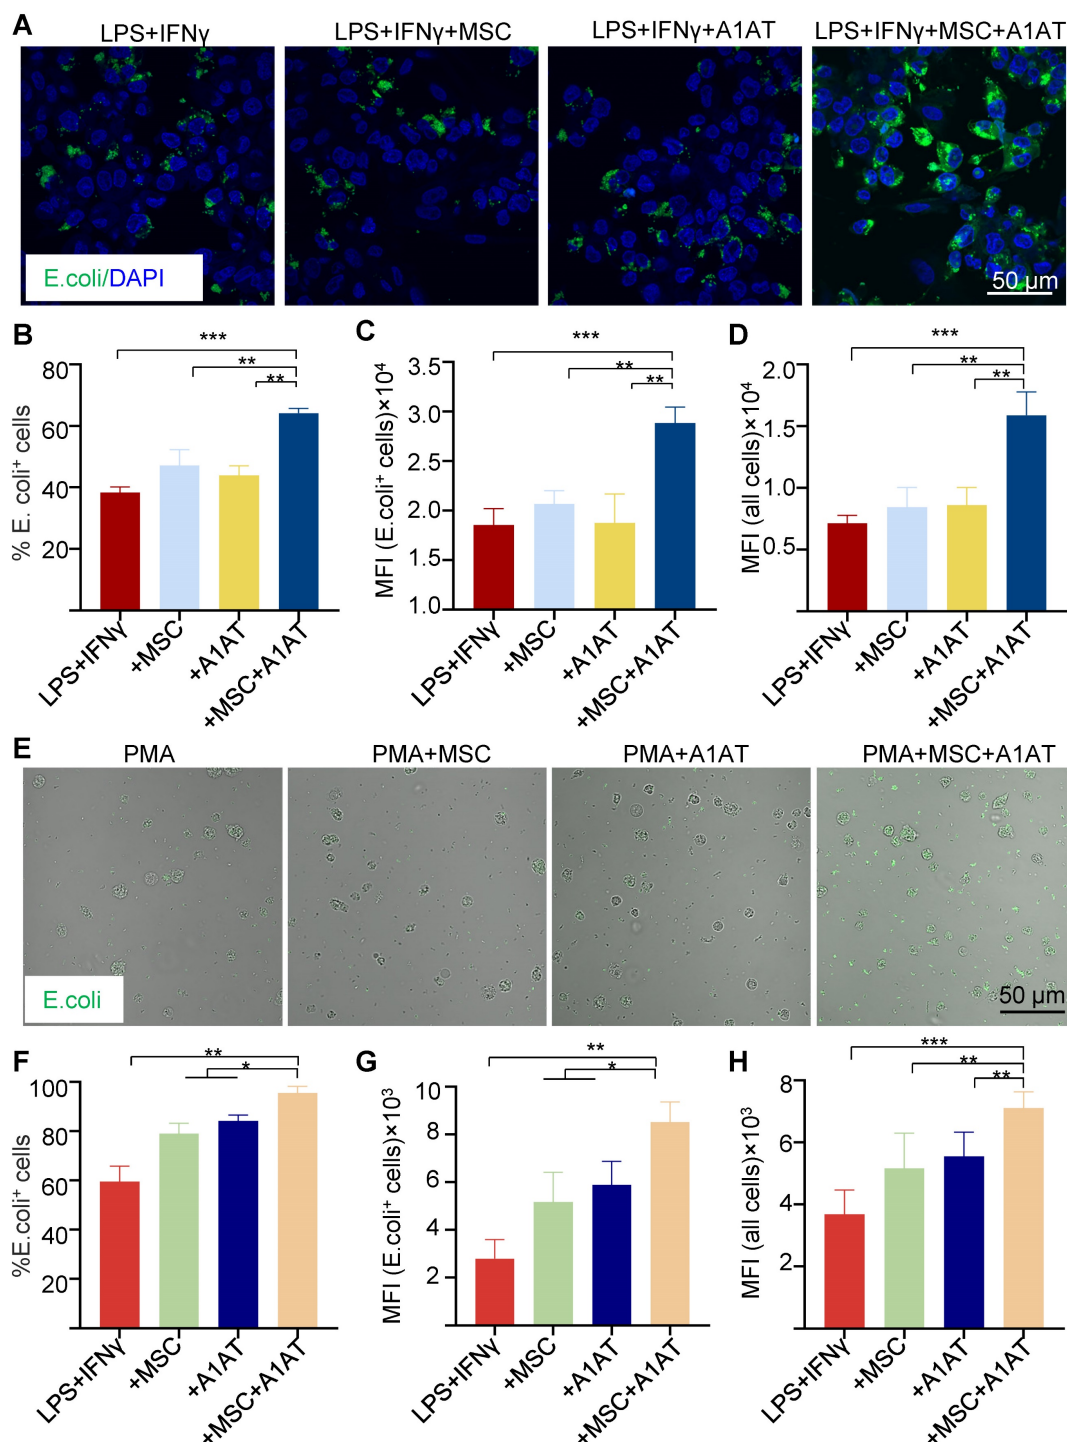 A
LPS+IFNγ
LPS+IFNγ+MSC
LPS+IFNγ+A1AT
LPS+IFNγ+MSC+A1AT
E.coli/DAPI
50 µm
B
% E. coli⁺ cells
80
60
40
20
***
**
**
LPS+IFNγ
+MSC
+A1AT
+MSC+A1AT
C
MFI (E.coli⁺ cells)×10⁴
3.5
3.0
2.5
2.0
1.5
1.0
***
**
**
LPS+IFNγ
+MSC
+A1AT
+MSC+A1AT
D
MFI (all cells)×10⁴
2.0
1.5
1.0
0.5
***
**
**
LPS+IFNγ
+MSC
+A1AT
+MSC+A1AT
E
PMA
PMA+MSC
PMA+A1AT
PMA+MSC+A1AT
E.coli
50 µm
F
%E.coli⁺ cells
100
80
60
40
20
**
*
LPS+IFNγ
+MSC
+A1AT
+MSC+A1AT
G
MFI (E.coli⁺ cells)×10³
10
8
6
4
2
**
*
LPS+IFNγ
+MSC
+A1AT
+MSC+A1AT
H
MFI (all cells)×10³
8
6
4
2
***
**
**
LPS+IFNγ
+MSC
+A1AT
+MSC+A1AT